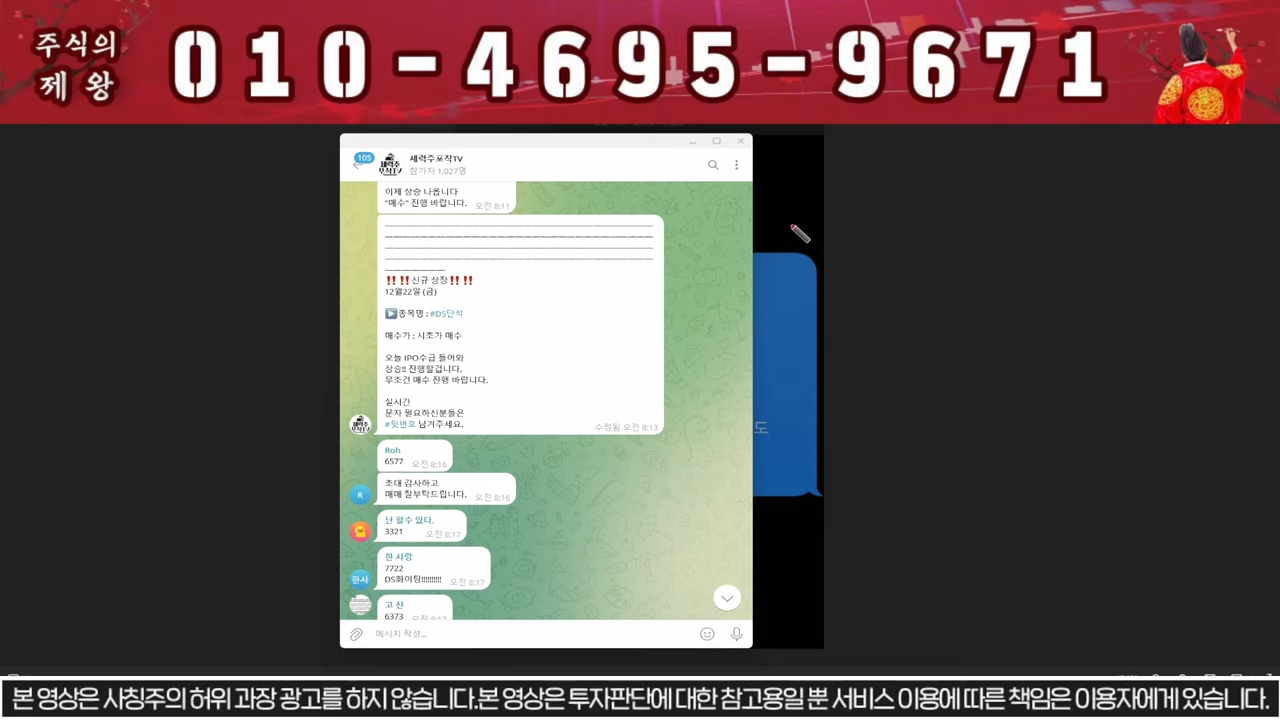 주식의
제왕
010-4695-9671
105
세력주포착TV
참가자 1,027명
이제 상승 나옵니다
"매수" 진행 바랍니다. 오전 8:11
‼️‼️신규 상장‼️‼️
12월22일 (금)
▶종목명 : #DS단석
매수가 : 시초가 매수
오늘 IPO수급 들어와
상승!! 진행할겁니다.
무조건 매수 진행 바랍니다.
실시간
문자 필요하신분들은
#뒷번호 남겨주세요. 수정됨 오전 8:13
Roh
6577 오전 8:16
초대 감사하고
매매 잘부탁드립니다. 오전 8:16
R
난 할수 있다.
3321 오전 8:17
한 사랑
7722
DS화이팅!!!!!!!!!! 오전 8:17
한사
고 산
6373 오전 8:17
메시지 작성...
도
본 영상은 사칭주의 허위 과장 광고를 하지 않습니다.본 영상은 투자판단에 대한 참고용일 뿐 서비스 이용에 따른 책임은 이용자에게 있습니다.